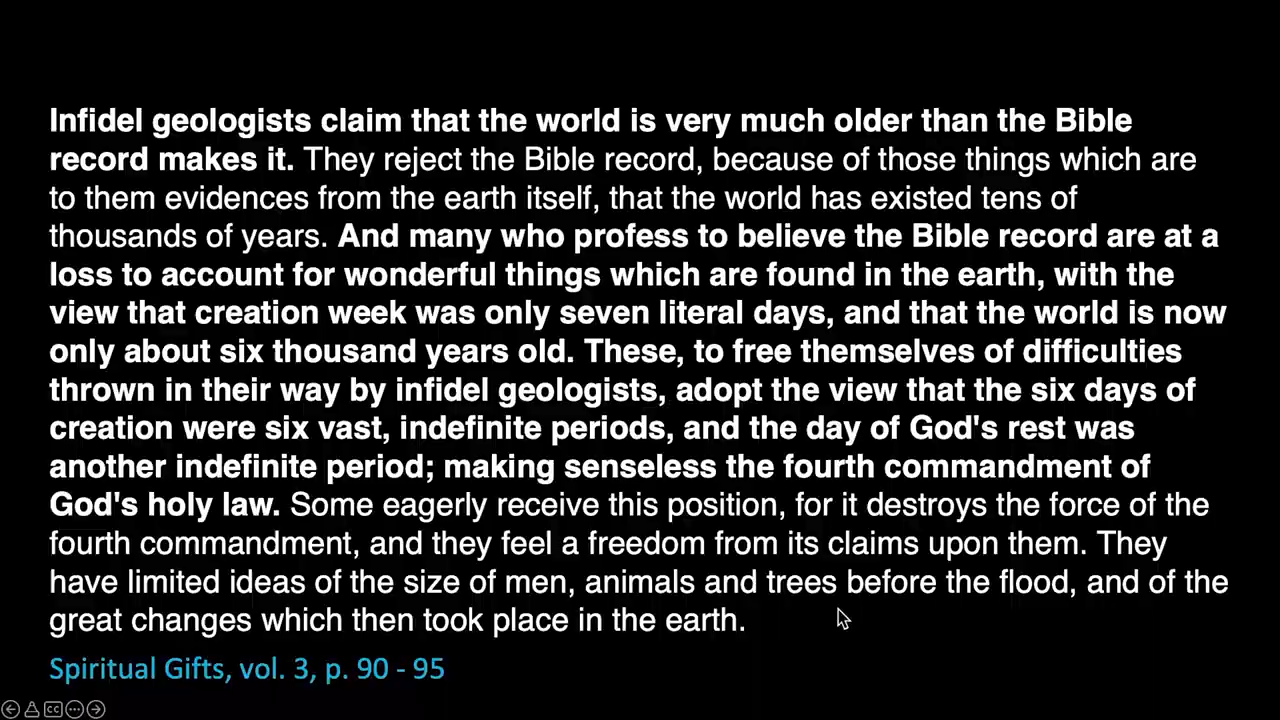 Infidel geologists claim that the world is very much older than the Bible
record makes it. They reject the Bible record, because of those things which are
to them evidences from the earth itself, that the world has existed tens of
thousands of years. And many who profess to believe the Bible record are at a
loss to account for wonderful things which are found in the earth, with the
view that creation week was only seven literal days, and that the world is now
only about six thousand years old. These, to free themselves of difficulties
thrown in their way by infidel geologists, adopt the view that the six days of
creation were six vast, indefinite periods, and the day of God's rest was
another indefinite period; making senseless the fourth commandment of
God's holy law. Some eagerly receive this position, for it destroys the force of the
fourth commandment, and they feel a freedom from its claims upon them. They
have limited ideas of the size of men, animals and trees before the flood, and of the
great changes which then took place in the earth.
Spiritual Gifts, vol. 3, p. 90 - 95
CC